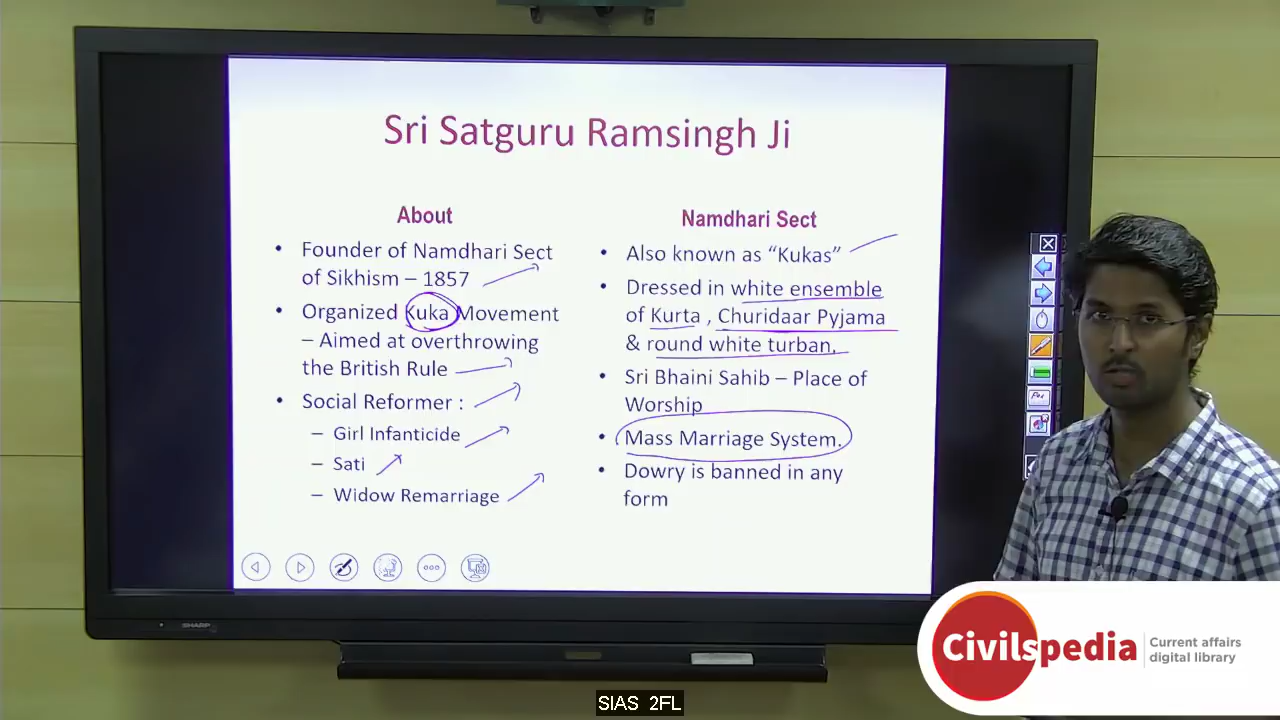 Sri Satguru Ramsingh Ji
About
• Founder of Namdhari Sect
of Sikhism – 1857
• Organized Kuka Movement
– Aimed at overthrowing
the British Rule
• Social Reformer :
– Girl Infanticide
– Sati
– Widow Remarriage
Namdhari Sect
• Also known as “Kukas”
• Dressed in white ensemble
of Kurta , Churidaar Pyjama
& round white turban.
• Sri Bhaini Sahib – Place of
Worship
• Mass Marriage System.
• Dowry is banned in any
form
SHARP
Civilspedia
Current affairs
digital library
SIAS 2FL